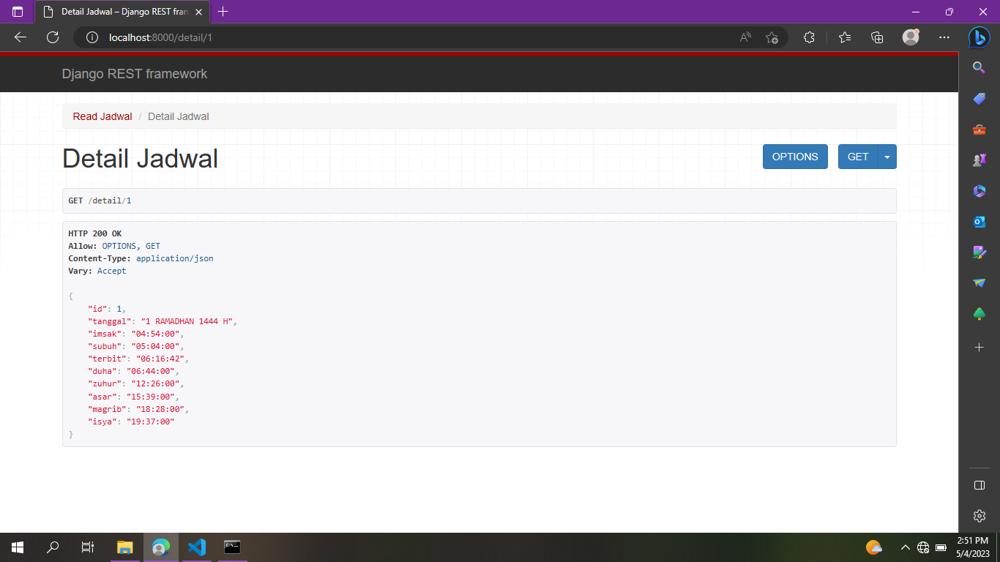 Detail Jadwal – Django REST fran
localhost:8000/detail/1
Django REST framework
Read Jadwal / Detail Jadwal
Detail Jadwal
OPTIONS
GET
GET /detail/1
HTTP 200 OK
Allow: OPTIONS, GET
Content-Type: application/json
Vary: Accept
{
"id": 1,
"tanggal": "1 RAMADHAN 1444 H",
"imsak": "04:54:00",
"subuh": "05:04:00",
"terbit": "06:16:42",
"duha": "06:44:00",
"zuhur": "12:26:00",
"asar": "15:39:00",
"magrib": "18:28:00",
"isya": "19:37:00"
}
2:51 PM
5/4/2023